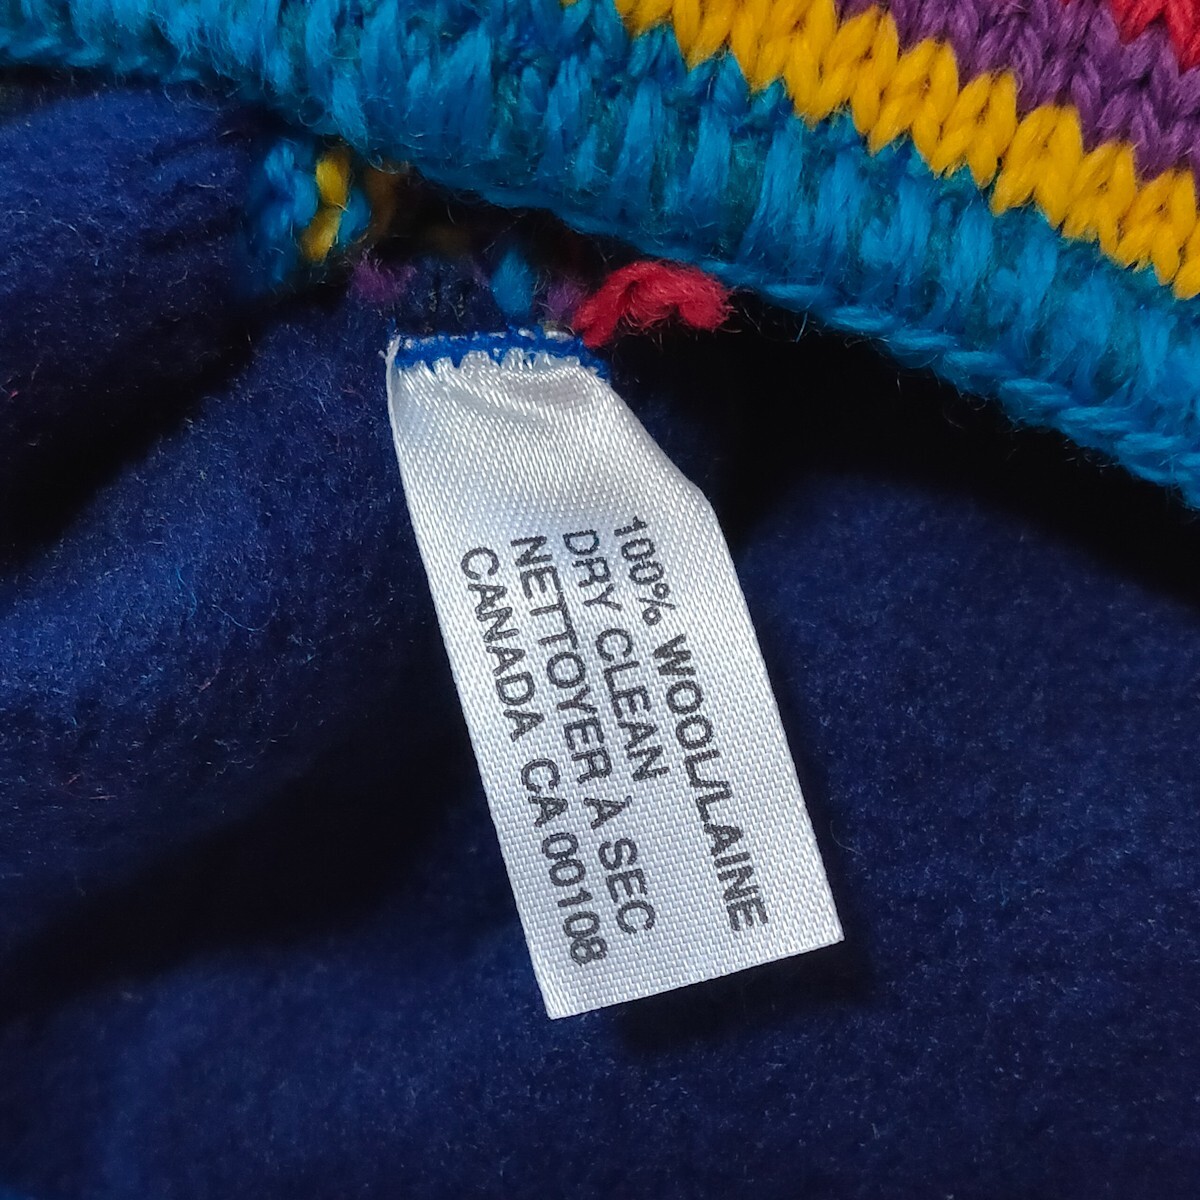 100% WOOL/LAINE
DRY CLEAN
NETTOYER À SEC
CANADA CA 00108